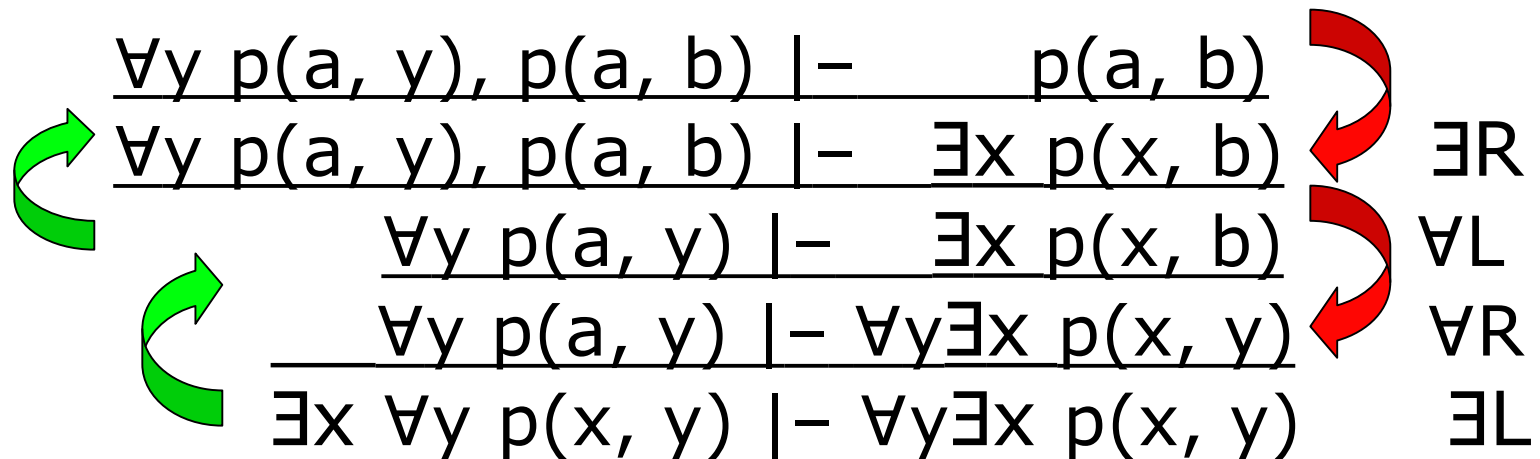 ∀y p(a, y), p(a, b) |– p(a, b)
∀y p(a, y), p(a, b) |– ∃x p(x, b) ∃R
∀y p(a, y) |– ∃x p(x, b) ∀L
∀y p(a, y) |– ∀y∃x p(x, y) ∀R
∃x ∀y p(x, y) |– ∀y∃x p(x, y) ∃L